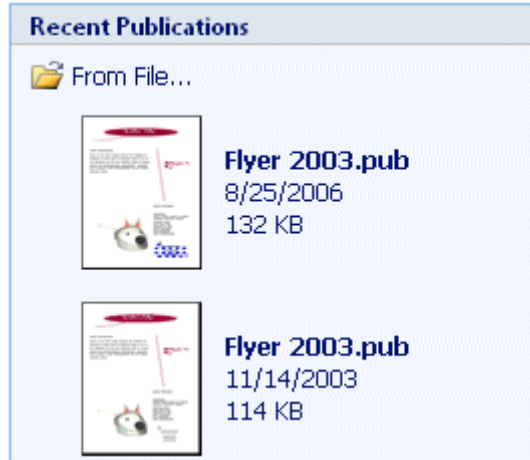 Recent Publications
From File...
Flyer 2003.pub
8/25/2006
132 KB
Flyer 2003.pub
11/14/2003
114 KB